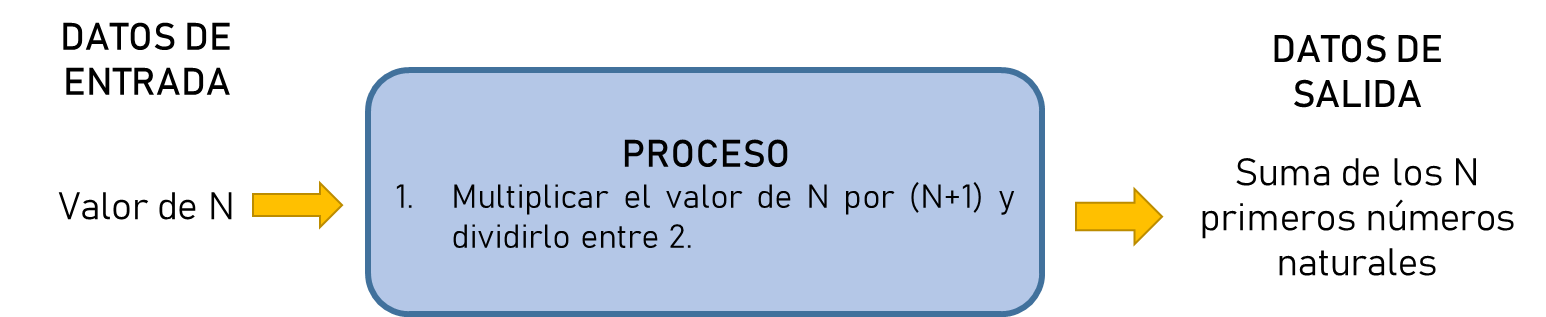 DATOS DE
ENTRADA
Valor de N
PROCESO
1. Multiplicar el valor de N por (N+1) y
dividirlo entre 2.
DATOS DE
SALIDA
Suma de los N
primeros números
naturales